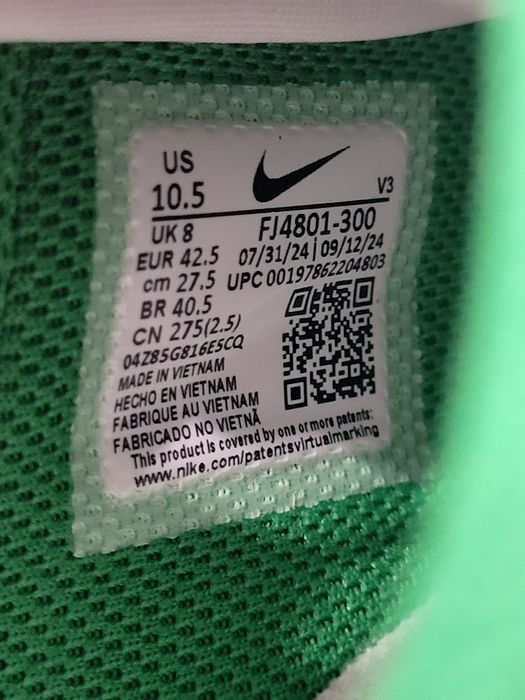 US
10.5
V3
UK 8
FJ4801-300
EUR 42.5
07/31/24 | 09/12/24
cm 27.5
UPC 00197862204803
BR 40.5
CN 275(2.5)
04Z85G816E5CQ
MADE IN VIETNAM
HECHO EN VIETNAM
FABRIQUE AU VIETNAM
FABRICADO NO VIETNÃ
This product is covered by one or more patents:
www.nike.com/patentsvirtualmarking